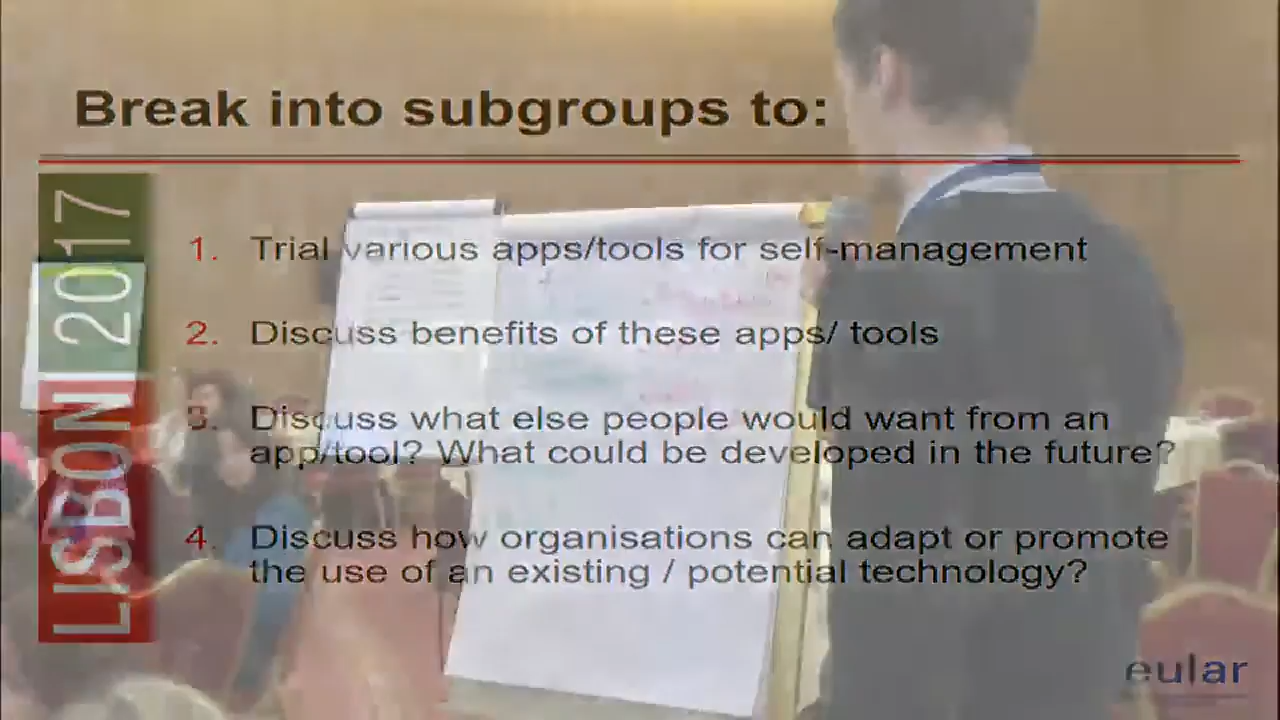 Break into subgroups to:
LISBON 2017
1. Trial various apps/tools for self-management
2. Discuss benefits of these apps/ tools
3. Discuss what else people would want from an
app/tool? What could be developed in the future?
4. Discuss how organisations can adapt or promote
the use of an existing / potential technology?
eular